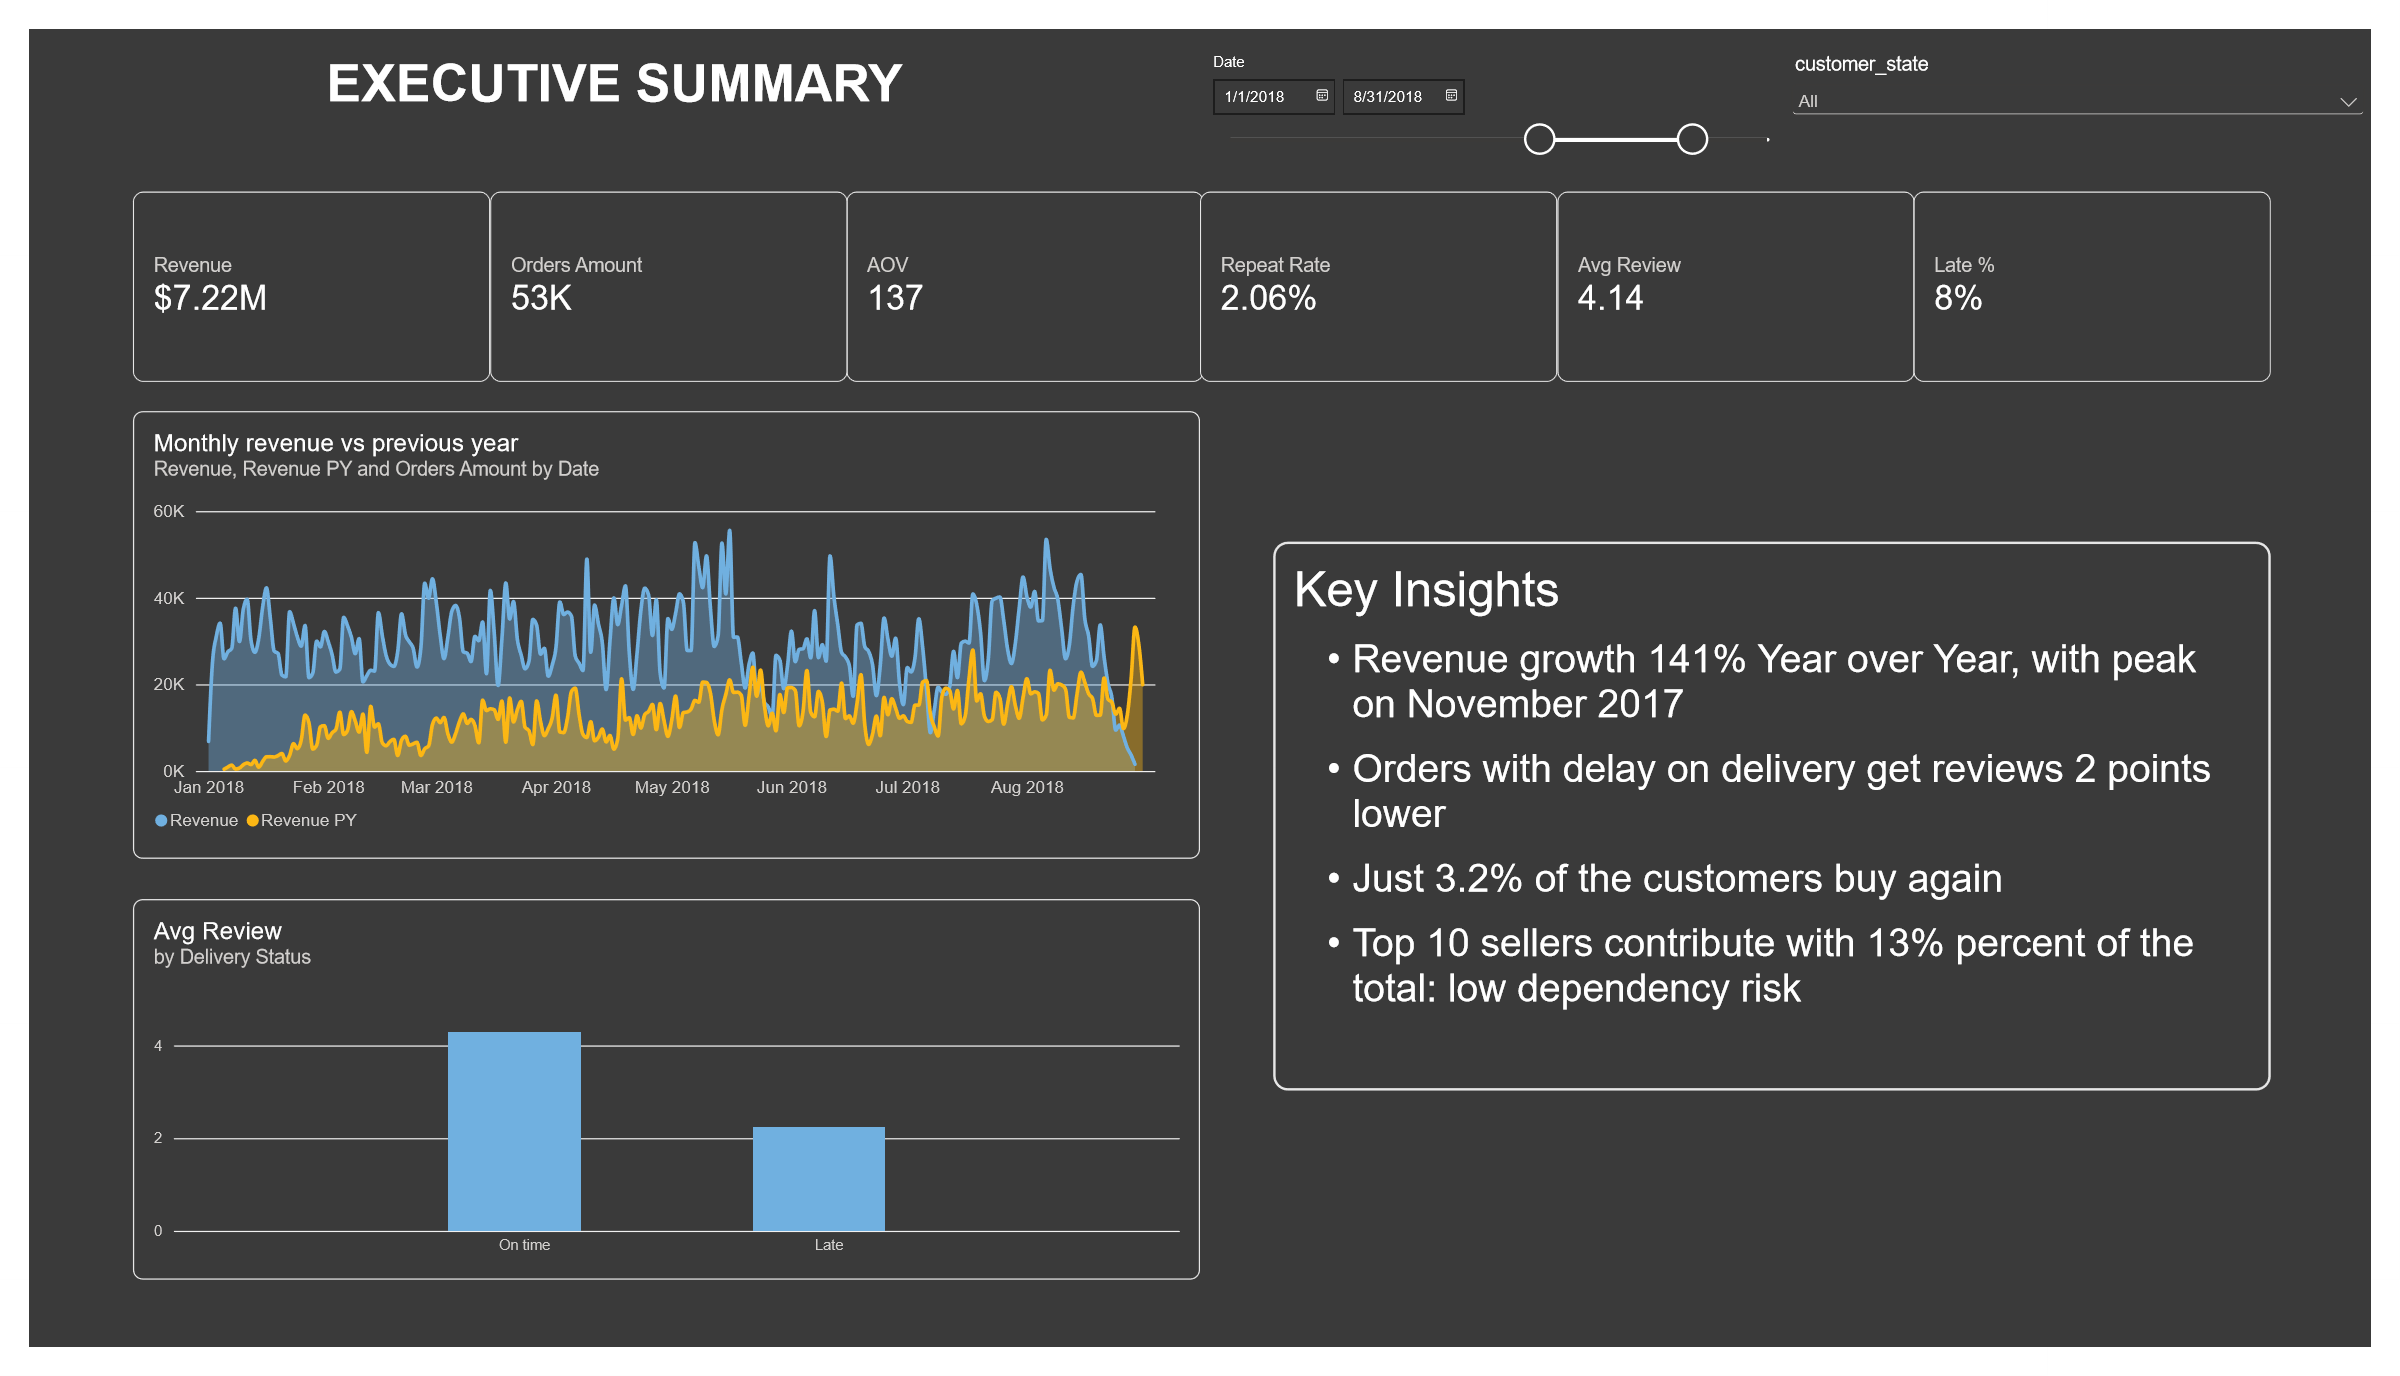 EXECUTIVE SUMMARY
Date
1/1/2018
8/31/2018
customer_state
All
Revenue
$7.22M
Orders Amount
53K
AOV
137
Repeat Rate
2.06%
Avg Review
4.14
Late %
8%
Monthly revenue vs previous year
Revenue, Revenue PY and Orders Amount by Date
60K
40K
20K
0K
Jan 2018
Feb 2018
Mar 2018
Apr 2018
May 2018
Jun 2018
Jul 2018
Aug 2018
Revenue
Revenue PY
Key Insights
• Revenue growth 141% Year over Year, with peak
on November 2017
• Orders with delay on delivery get reviews 2 points
lower
• Just 3.2% of the customers buy again
• Top 10 sellers contribute with 13% percent of the
total: low dependency risk
Avg Review
by Delivery Status
4
2
0
On time
Late